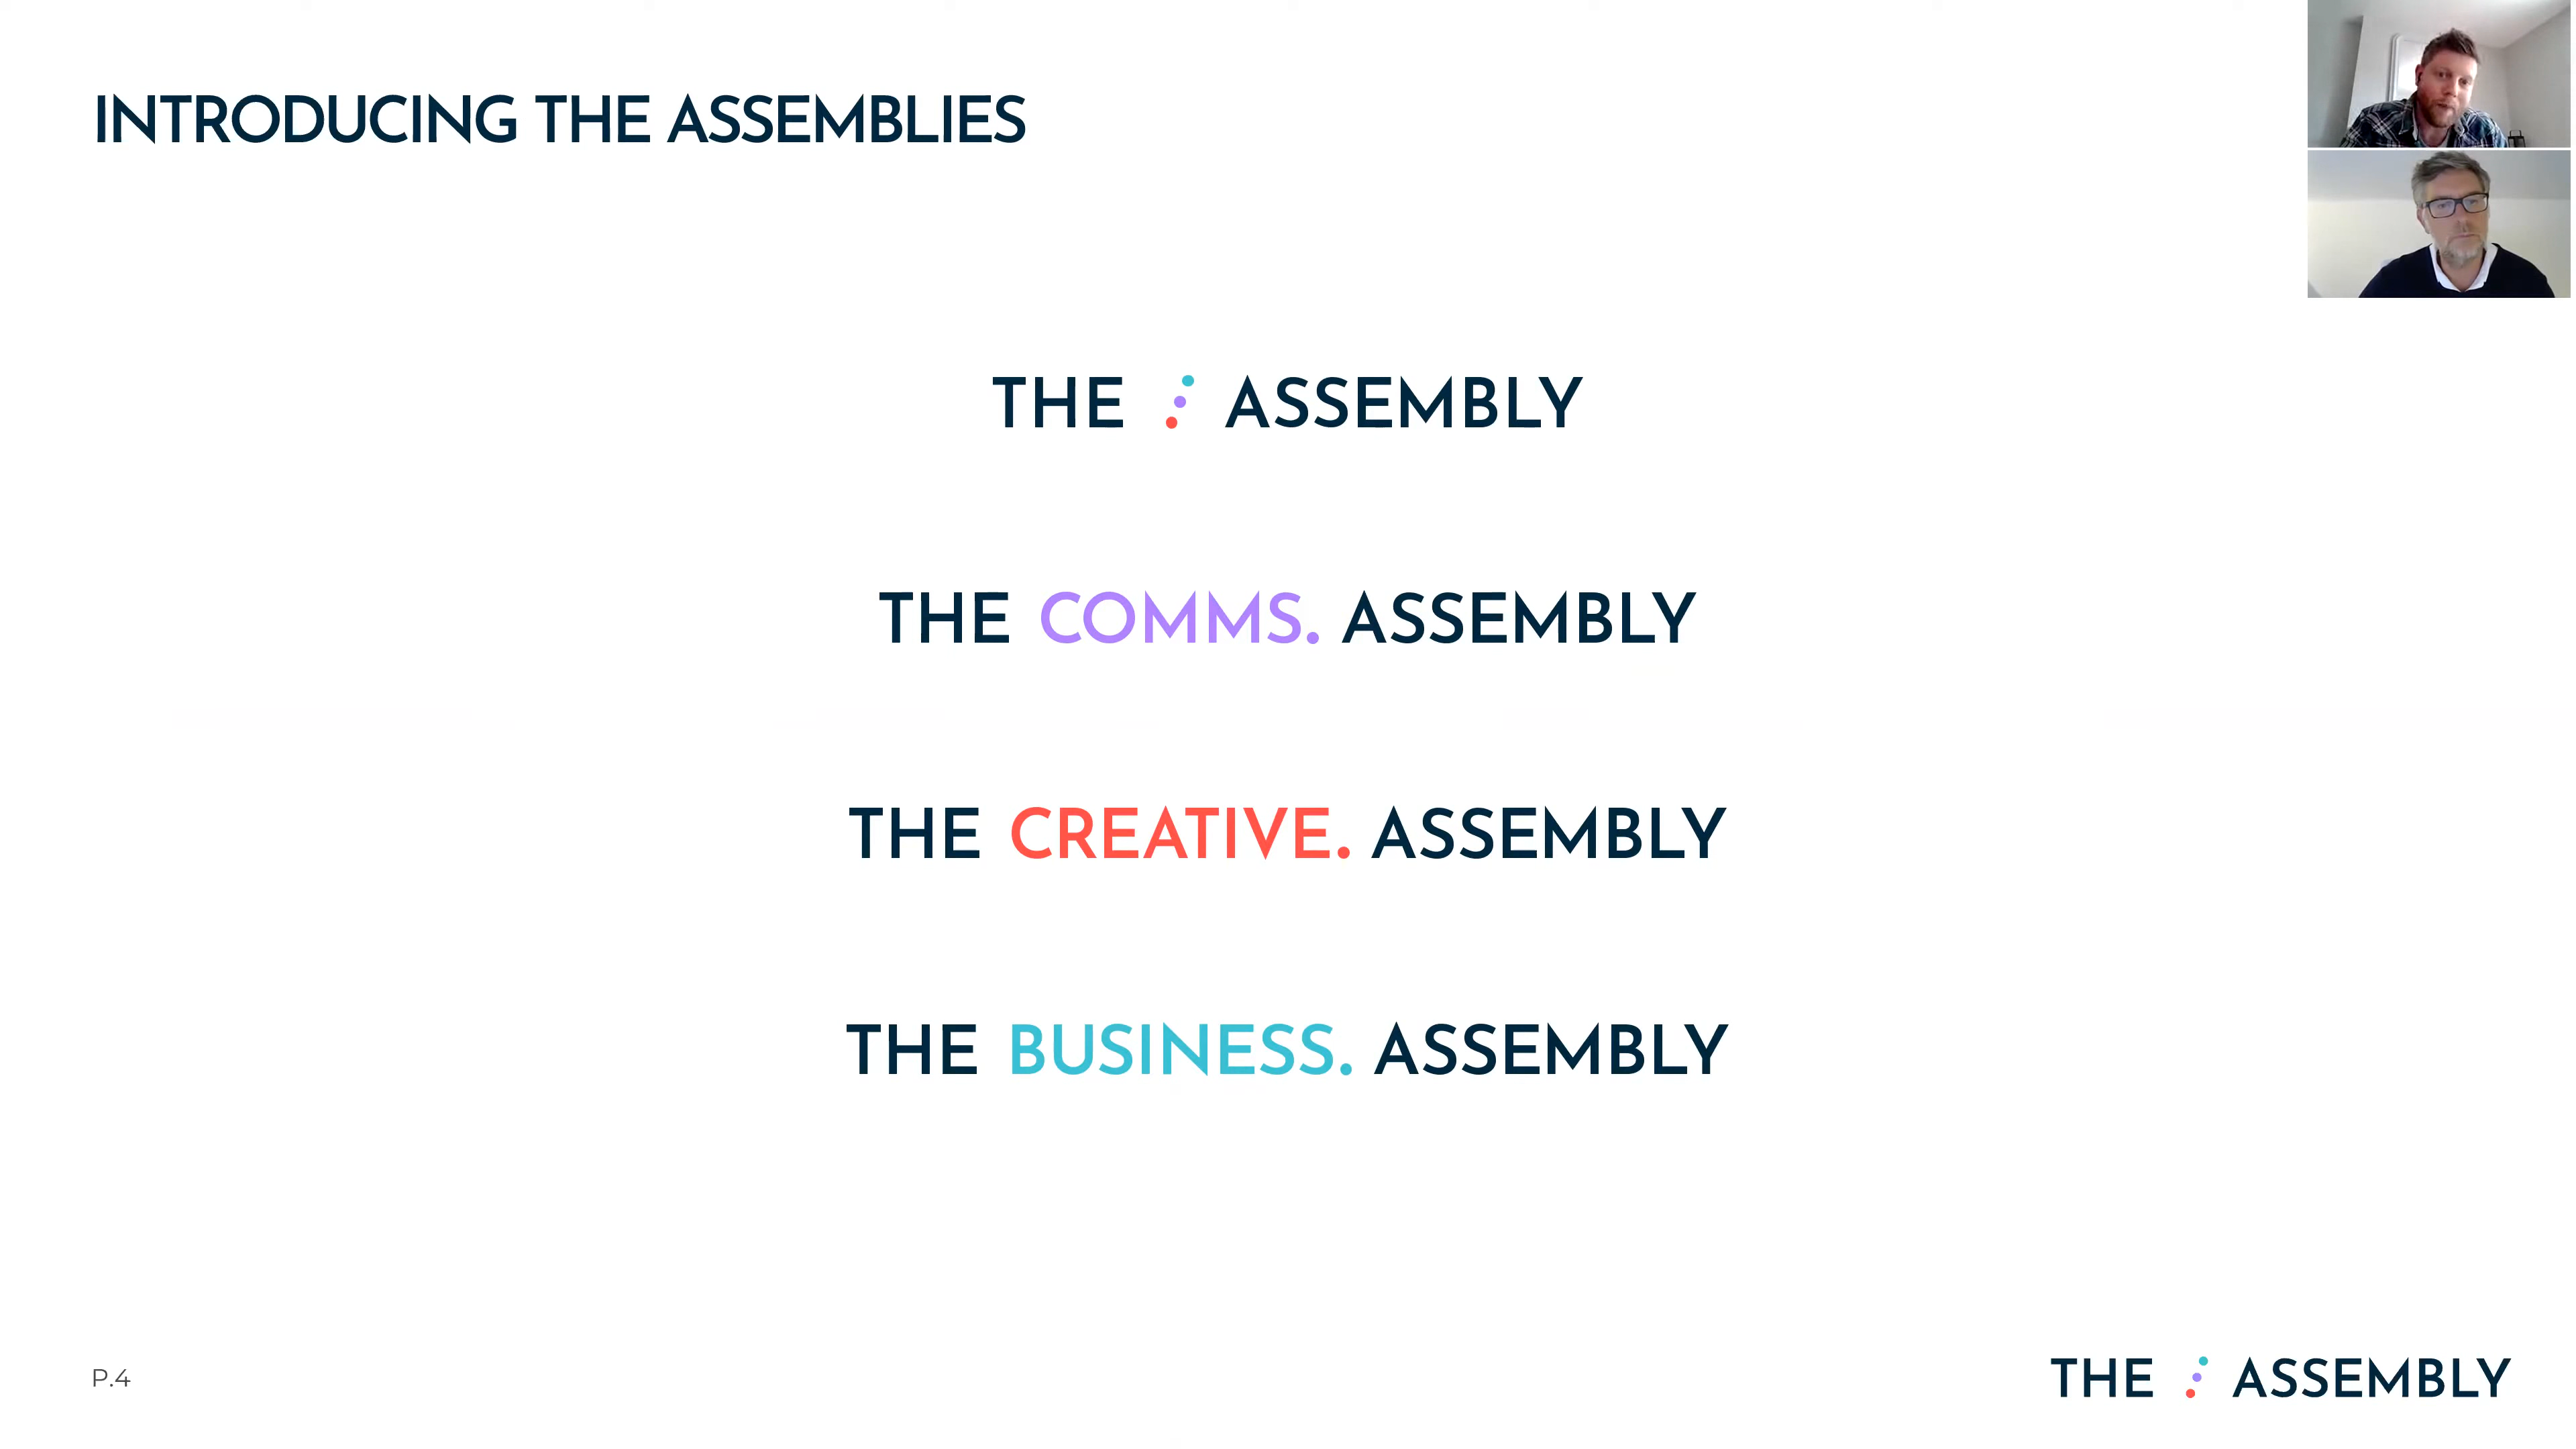 INTRODUCING THE ASSEMBLIES
THE ASSEMBLY
THE COMMS. ASSEMBLY
THE CREATIVE. ASSEMBLY
THE BUSINESS. ASSEMBLY
P.4
THE ASSEMBLY